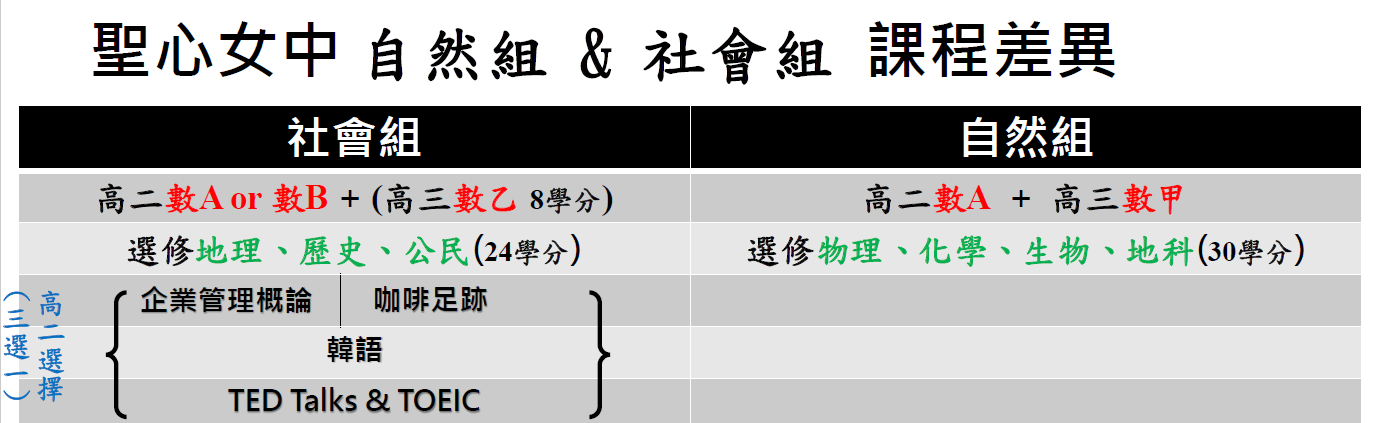 聖心女中 自然組 & 社會組 課程差異
社會組
自然組
高二數A or 數B + (高三數乙 8學分)
高二數A + 高三數甲
選修地理、歷史、公民(24學分)
選修物理、化學、生物、地科(30學分)
高二選擇
(三選一)
企業管理概論
咖啡足跡
韓語
TED Talks & TOEIC